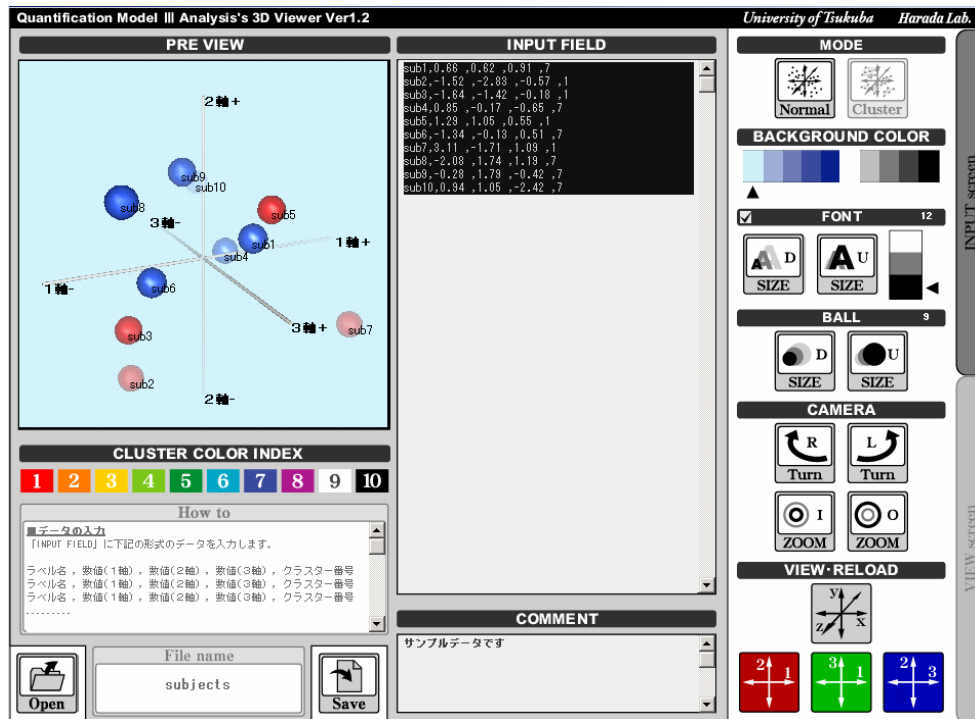 Quantification Model III Analysis's 3D Viewer Ver1.2
University of Tsukuba Harada Lab.
PRE VIEW
2軸+
sub9
sub10
sub8
sub5
3軸-
1軸+
sub1
sub4
1軸-
sub6
3軸+
sub7
sub3
sub2
2軸-
CLUSTER COLOR INDEX
1 2 3 4 5 6 7 8 9 10
How to
■データの入力
「INPUT FIELD」に下記の形式のデータを入力します。
ラベル名 , 数値(1軸) , 数値(2軸) , 数値(3軸) , クラスター番号
ラベル名 , 数値(1軸) , 数値(2軸) , 数値(3軸) , クラスター番号
ラベル名 , 数値(1軸) , 数値(2軸) , 数値(3軸) , クラスター番号
.........
Open
File name
subjects
Save
INPUT FIELD
sub1,0.66 ,0.62 ,0.91 ,7
sub2,-1.52 ,-2.83 ,-0.57 ,1
sub3,-1.64 ,-1.42 ,-0.18 ,1
sub4,0.85 ,-0.17 ,-0.65 ,7
sub5,1.29 ,1.05 ,0.55 ,1
sub6,-1.34 ,-0.13 ,0.51 ,7
sub7,3.11 ,-1.71 ,1.09 ,1
sub8,-2.08 ,1.74 ,1.19 ,7
sub9,-0.28 ,1.79 ,-0.42 ,7
sub10,0.94 ,1.05 ,-2.42 ,7
COMMENT
サンプルデータです
MODE
Normal
Cluster
BACKGROUND COLOR
FONT 12
A A A D
SIZE
A U
SIZE
BALL 9
D
SIZE
U
SIZE
CAMERA
R
Turn
L
Turn
I
ZOOM
O
ZOOM
VIEW・RELOAD
y
z x
2 1
3 1
2 3
INPUT screen
VIEW screen